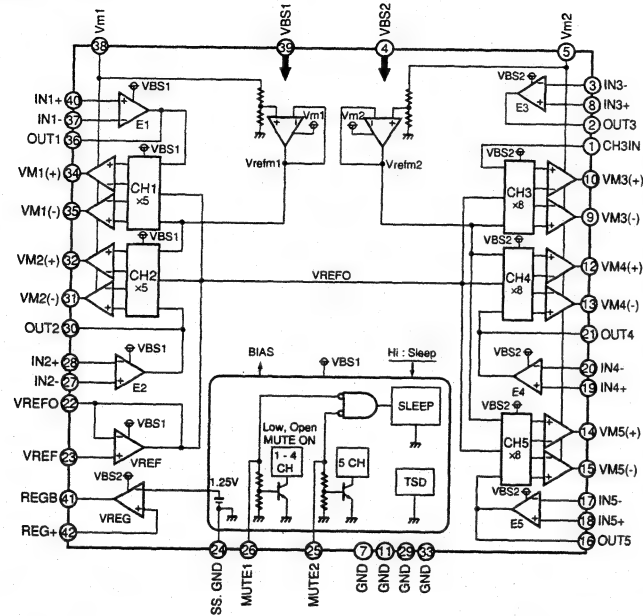 Vm1
VBS1
VBS2
Vm2
38
39
4
5
IN1+ 40
IN1- 37
OUT1 36
VM1(+) 34
VM1(-) 35
VM2(+) 32
VM2(-) 31
OUT2 30
IN2+ 28
IN2- 27
VREFO 22
VREF 23
REGB 41
REG+ 42
VBS1
E1
VBS1
CH1
×5
VBS1
CH2
×5
VBS1
E2
VBS1
VREF
VBS2
VREG
1.25V
Vm1
Vrefm1
Vm2
Vrefm2
VREFO
BIAS
VBS1
Hi : Sleep
Low, Open
MUTE ON
1 - 4
CH
5 CH
SLEEP
TSD
VBS2
E3
VBS2
CH3
×8
VBS2
CH4
×8
VBS2
E4
VBS2
CH5
×8
VBS2
E5
3 IN3-
8 IN3+
2 OUT3
1 CH3IN
10 VM3(+)
9 VM3(-)
12 VM4(+)
13 VM4(-)
21 OUT4
20 IN4-
19 IN4+
14 VM5(+)
15 VM5(-)
17 IN5-
18 IN5+
16 OUT5
24
26
25
7
11
29
33
SS. GND
MUTE1
MUTE2
GND
GND
GND
GND